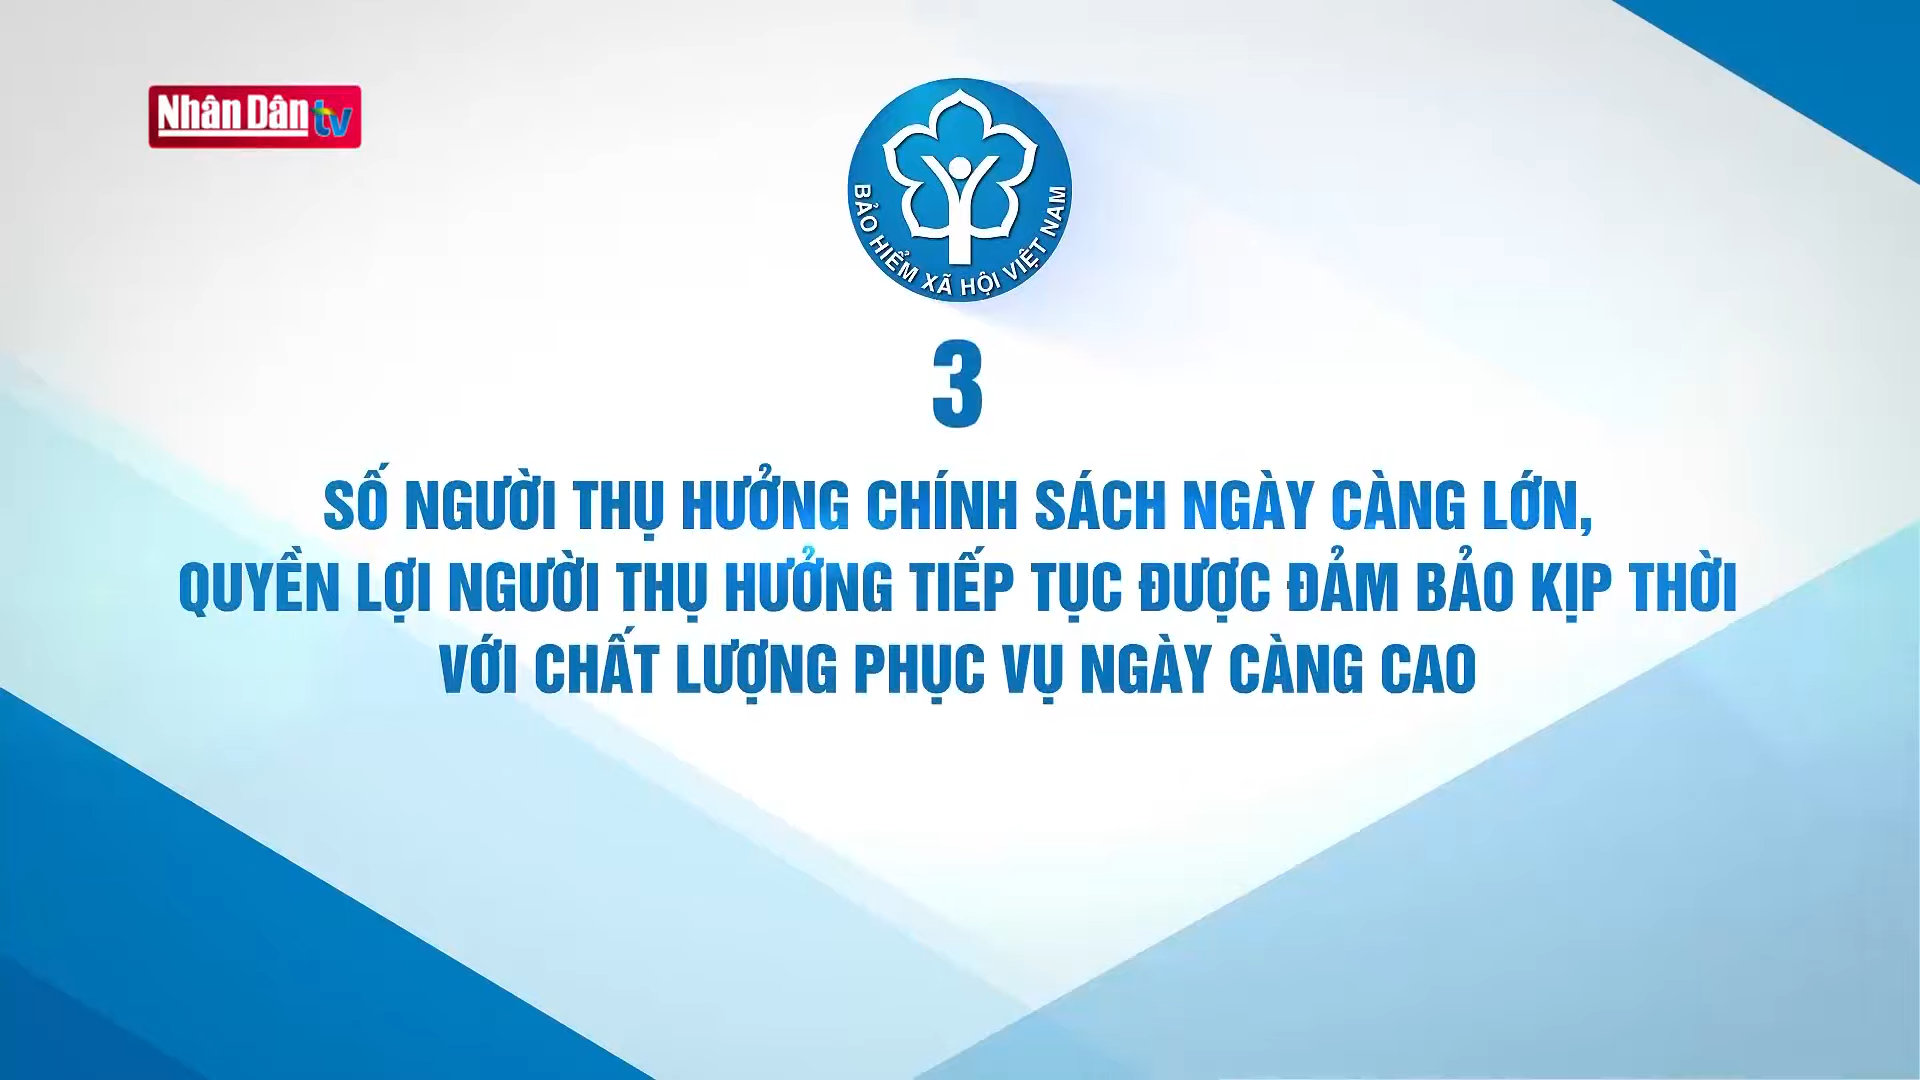 Nhân Dân tv
BẢO HIỂM XÃ HỘI VIỆT NAM
3
SỐ NGƯỜI THỤ HƯỞNG CHÍNH SÁCH NGÀY CÀNG LỚN,
QUYỀN LỢI NGƯỜI THỤ HƯỞNG TIẾP TỤC ĐƯỢC ĐẢM BẢO KỊP THỜI
VỚI CHẤT LƯỢNG PHỤC VỤ NGÀY CÀNG CAO